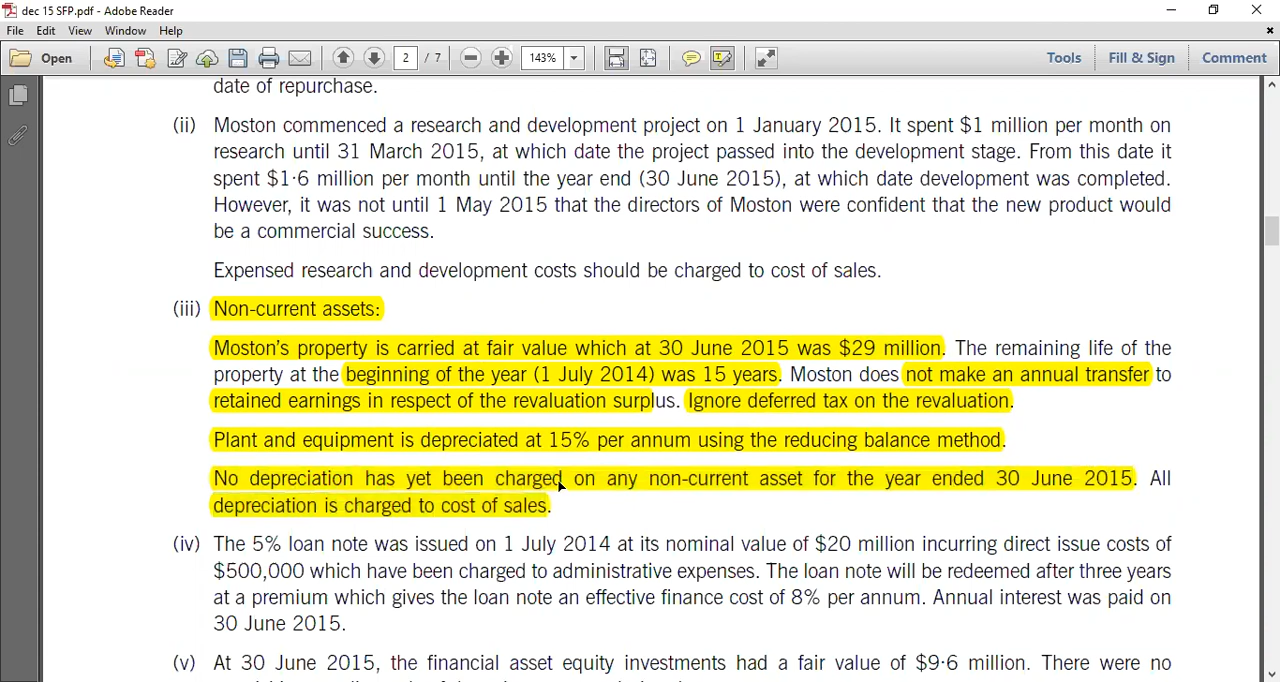 dec 15 SFP.pdf - Adobe Reader
File Edit View Window Help
Open 2 / 7 143% Tools Fill & Sign Comment
date of repurchase.
(ii) Moston commenced a research and development project on 1 January 2015. It spent $1 million per month on
research until 31 March 2015, at which date the project passed into the development stage. From this date it
spent $1·6 million per month until the year end (30 June 2015), at which date development was completed.
However, it was not until 1 May 2015 that the directors of Moston were confident that the new product would
be a commercial success.
Expensed research and development costs should be charged to cost of sales.
(iii) Non-current assets:
Moston's property is carried at fair value which at 30 June 2015 was $29 million. The remaining life of the
property at the beginning of the year (1 July 2014) was 15 years. Moston does not make an annual transfer to
retained earnings in respect of the revaluation surplus. Ignore deferred tax on the revaluation.
Plant and equipment is depreciated at 15% per annum using the reducing balance method.
No depreciation has yet been charged on any non-current asset for the year ended 30 June 2015. All
depreciation is charged to cost of sales.
(iv) The 5% loan note was issued on 1 July 2014 at its nominal value of $20 million incurring direct issue costs of
$500,000 which have been charged to administrative expenses. The loan note will be redeemed after three years
at a premium which gives the loan note an effective finance cost of 8% per annum. Annual interest was paid on
30 June 2015.
(v) At 30 June 2015, the financial asset equity investments had a fair value of $9·6 million. There were no